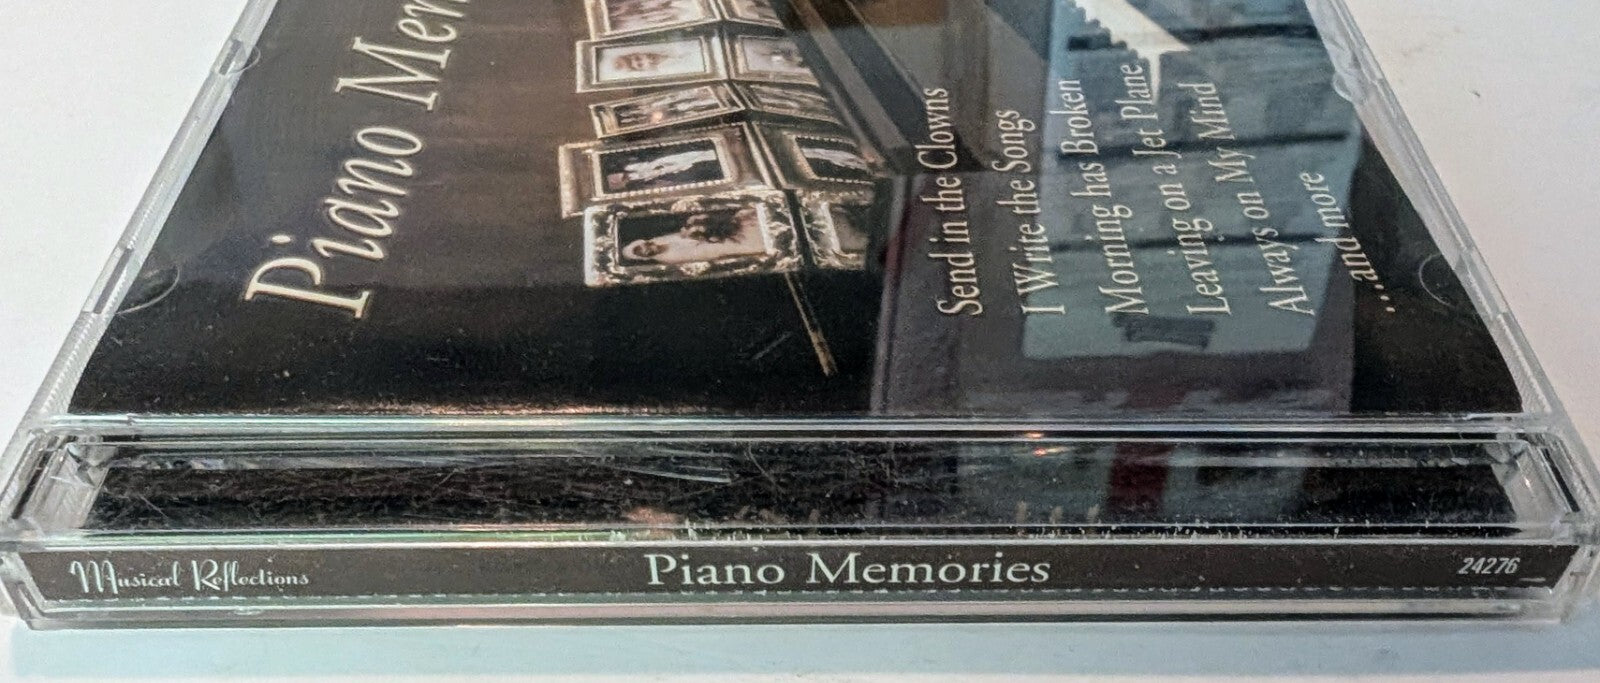 Piano Mem
Send in the Clowns
I Write the Songs
Morning has Broken
Leaving on a Jet Plane
Always on My Mind
...and more
Musical Reflections
Piano Memories
24276